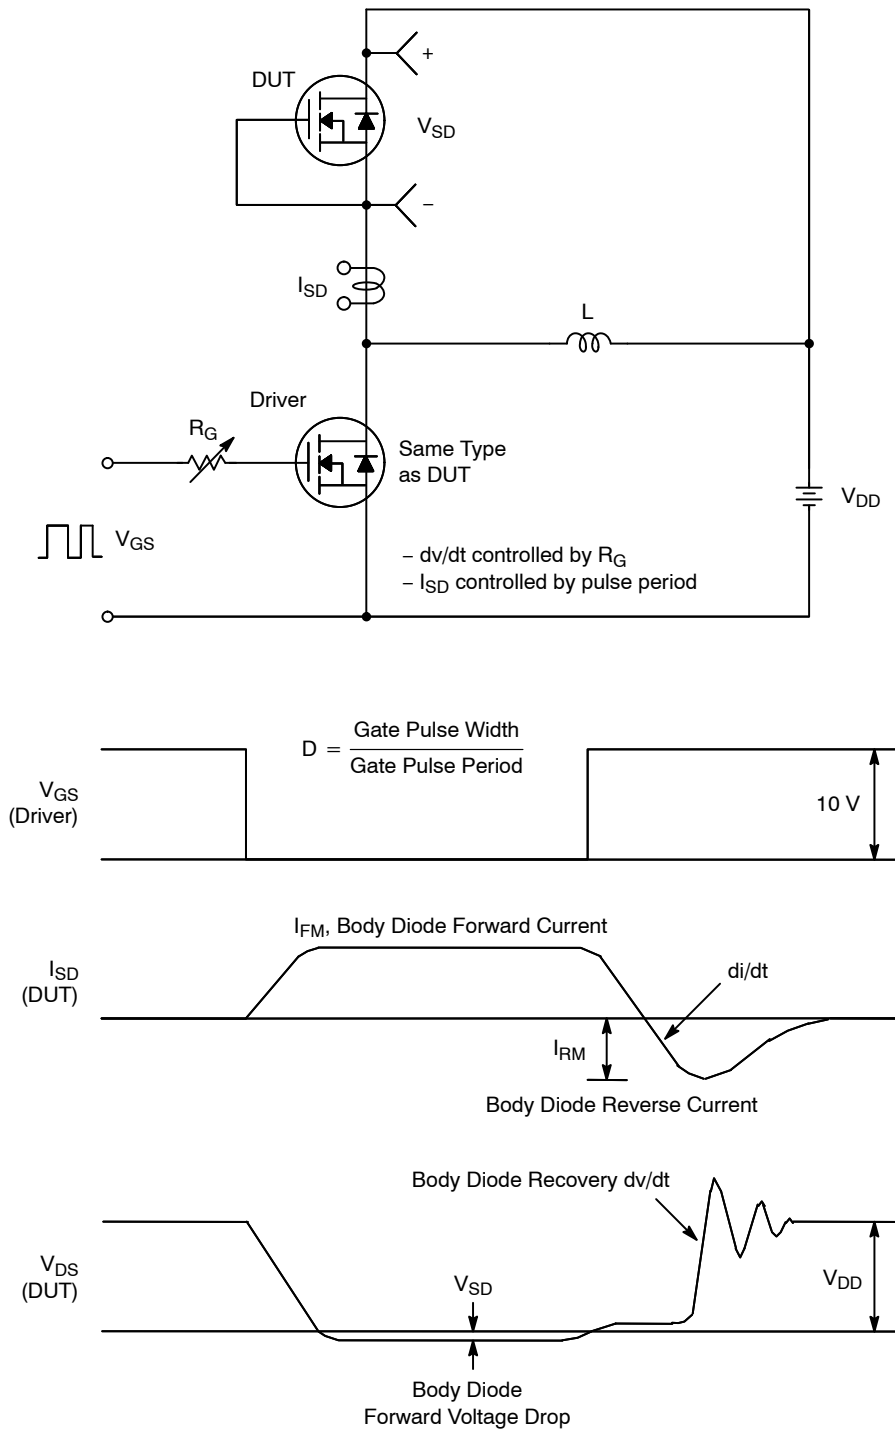 +
DUT
V_SD
−
I_SD
L
Driver
R_G
Same Type
as DUT
V_DD
V_GS
– dv/dt controlled by R_G
– I_SD controlled by pulse period
D = Gate Pulse Width
Gate Pulse Period
V_GS
(Driver)
10 V
I_FM, Body Diode Forward Current
I_SD
(DUT)
di/dt
I_RM
Body Diode Reverse Current
Body Diode Recovery dv/dt
V_DS
(DUT)
V_SD
V_DD
Body Diode
Forward Voltage Drop